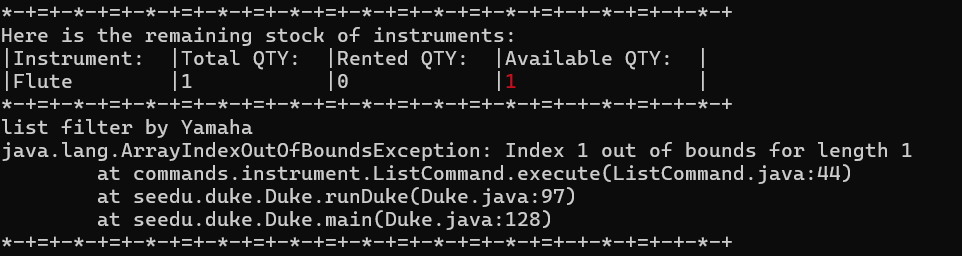 *-+=+-*-+=+-*-+=+-*-+=+-*-+=+-*-+=+-*-+=+-*-+=+-*-+=+-+-*-+
Here is the remaining stock of instruments:
|Instrument:  |Total QTY:  |Rented QTY:  |Available QTY:  |
|Flute        |1           |0            |1               |
*-+=+-*-+=+-*-+=+-*-+=+-*-+=+-*-+=+-*-+=+-*-+=+-*-+=+-+-*-+
list filter by Yamaha
java.lang.ArrayIndexOutOfBoundsException: Index 1 out of bounds for length 1
        at commands.instrument.ListCommand.execute(ListCommand.java:44)
        at seedu.duke.Duke.runDuke(Duke.java:97)
        at seedu.duke.Duke.main(Duke.java:128)
*-+=+-*-+=+-*-+=+-*-+=+-*-+=+-*-+=+-*-+=+-*-+=+-*-+=+-+-*-+